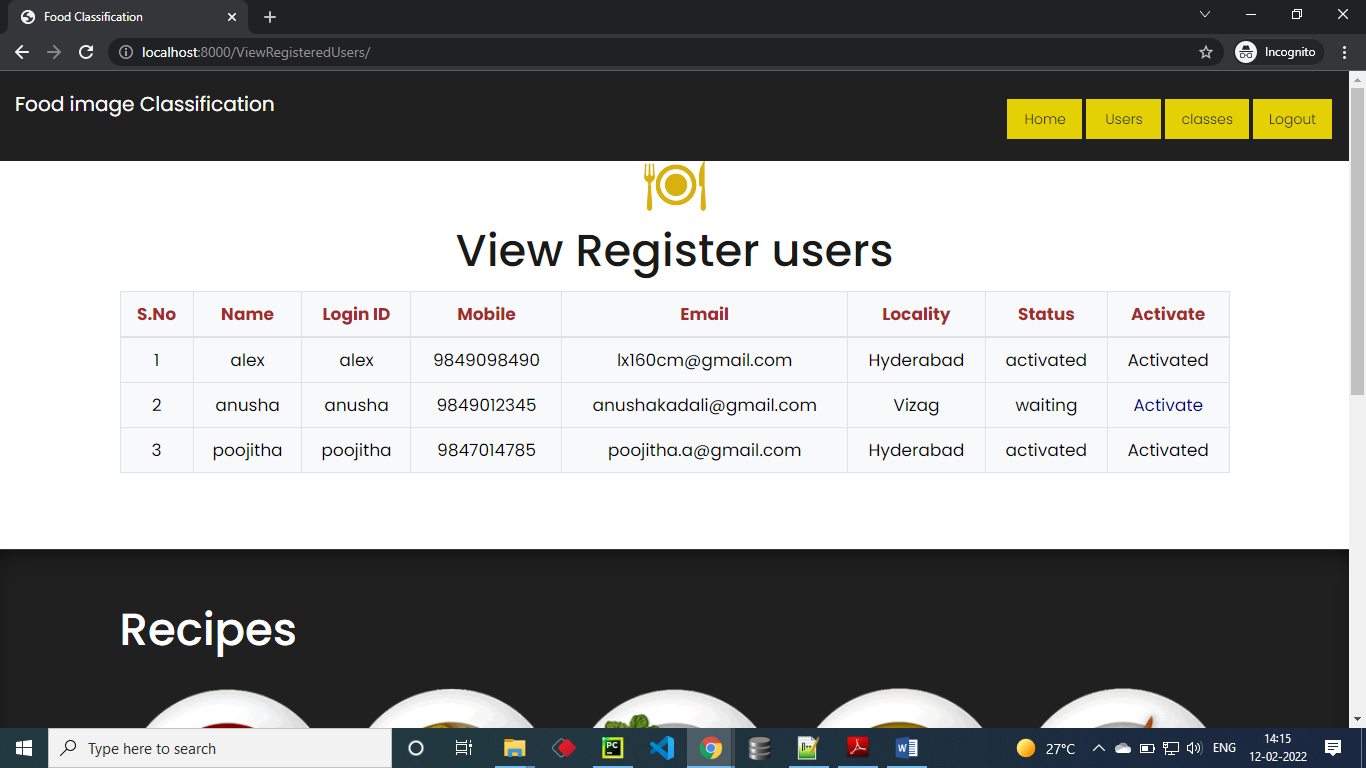 Food Classification
localhost:8000/ViewRegisteredUsers/
Incognito
Food image Classification
Home Users classes Logout
View Register users
S.No Name Login ID Mobile Email Locality Status Activate
1 alex alex 9849098490 lx160cm@gmail.com Hyderabad activated Activated
2 anusha anusha 9849012345 anushakadali@gmail.com Vizag waiting Activate
3 poojitha poojitha 9847014785 poojitha.a@gmail.com Hyderabad activated Activated
Recipes
Type here to search
PC
27°C
ENG
14:15
12-02-2022